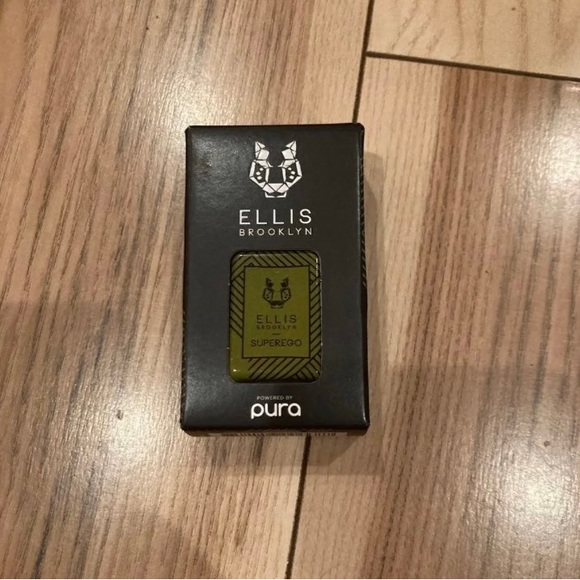 ELLIS
BROOKLYN
ELLIS
BROOKLYN
SUPEREGO
POWERED BY
pura